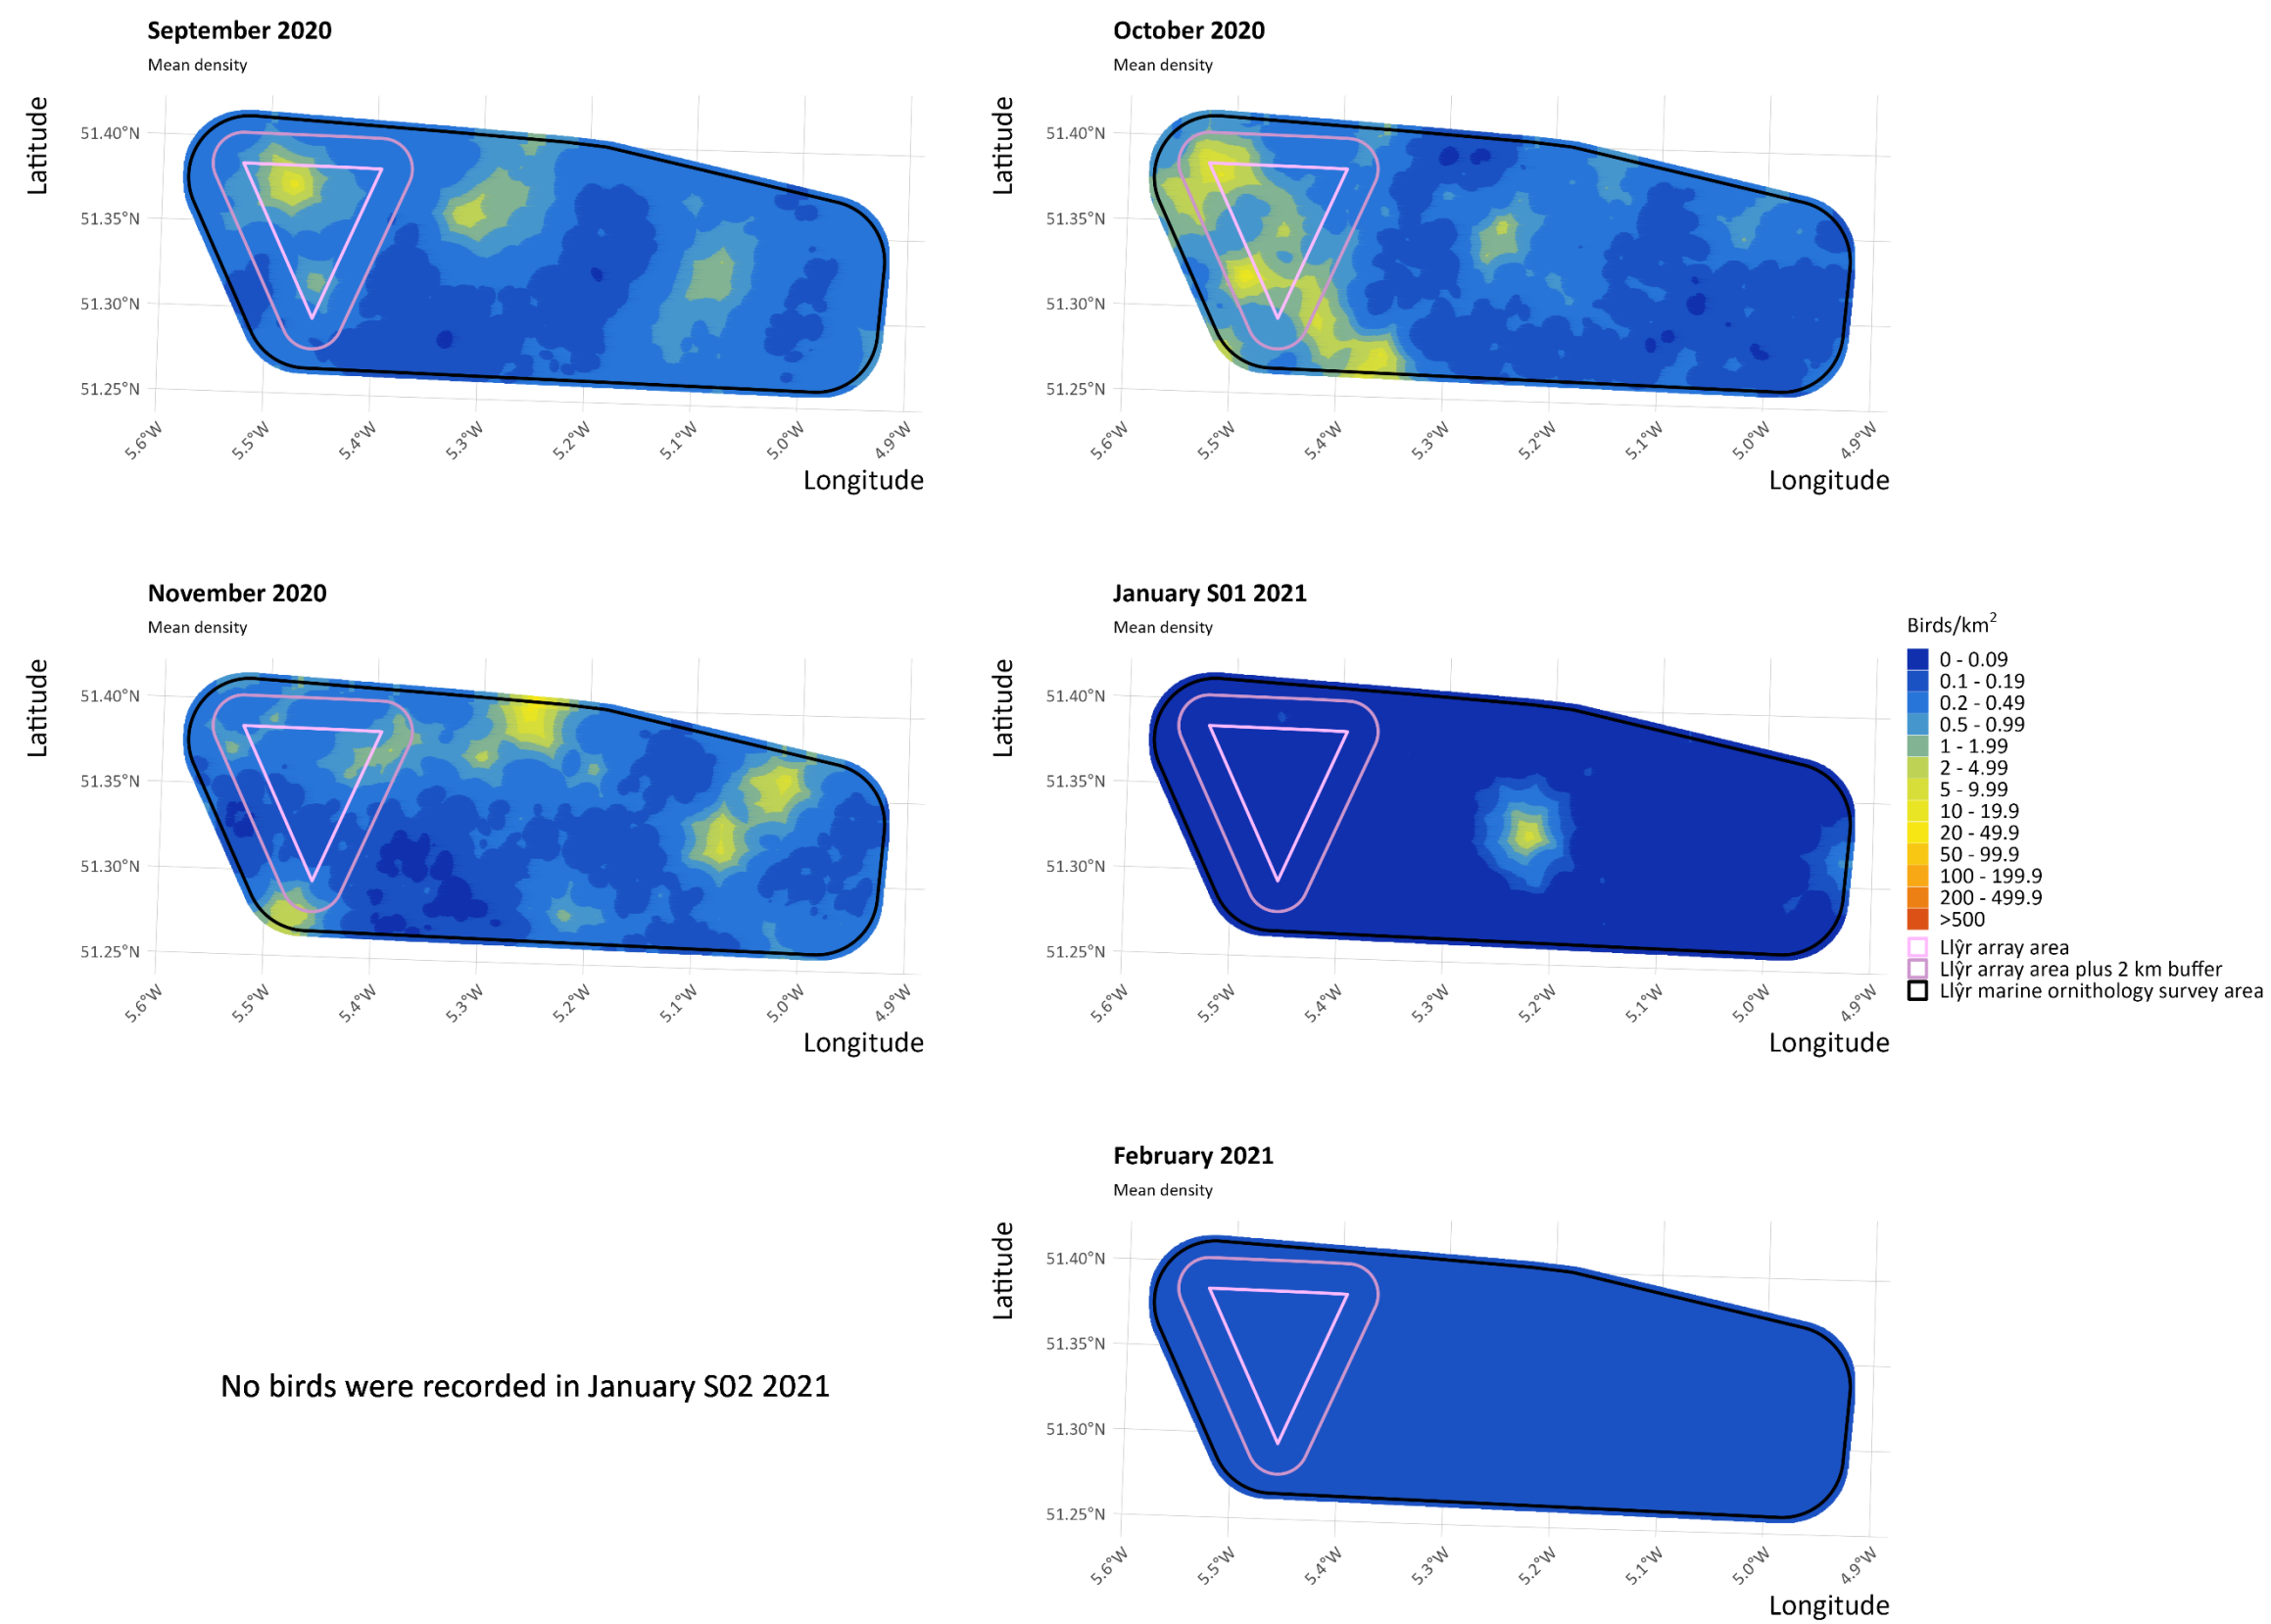 September 2020
Mean density
Latitude
51.40°N
51.35°N
51.30°N
51.25°N
5.6°W
5.5°W
5.4°W
5.3°W
5.2°W
5.1°W
5.0°W
4.9°W
Longitude
October 2020
Mean density
Latitude
51.40°N
51.35°N
51.30°N
51.25°N
5.6°W
5.5°W
5.4°W
5.3°W
5.2°W
5.1°W
5.0°W
4.9°W
Longitude
November 2020
Mean density
Latitude
51.40°N
51.35°N
51.30°N
51.25°N
5.6°W
5.5°W
5.4°W
5.3°W
5.2°W
5.1°W
5.0°W
4.9°W
Longitude
January S01 2021
Mean density
Latitude
51.40°N
51.35°N
51.30°N
51.25°N
5.6°W
5.5°W
5.4°W
5.3°W
5.2°W
5.1°W
5.0°W
4.9°W
Longitude
Birds/km²
0 - 0.09
0.1 - 0.19
0.2 - 0.49
0.5 - 0.99
1 - 1.99
2 - 4.99
5 - 9.99
10 - 19.9
20 - 49.9
50 - 99.9
100 - 199.9
200 - 499.9
>500
Llŷr array area
Llŷr array area plus 2 km buffer
Llŷr marine ornithology survey area
No birds were recorded in January S02 2021
February 2021
Mean density
Latitude
51.40°N
51.35°N
51.30°N
51.25°N
5.6°W
5.5°W
5.4°W
5.3°W
5.2°W
5.1°W
5.0°W
4.9°W
Longitude